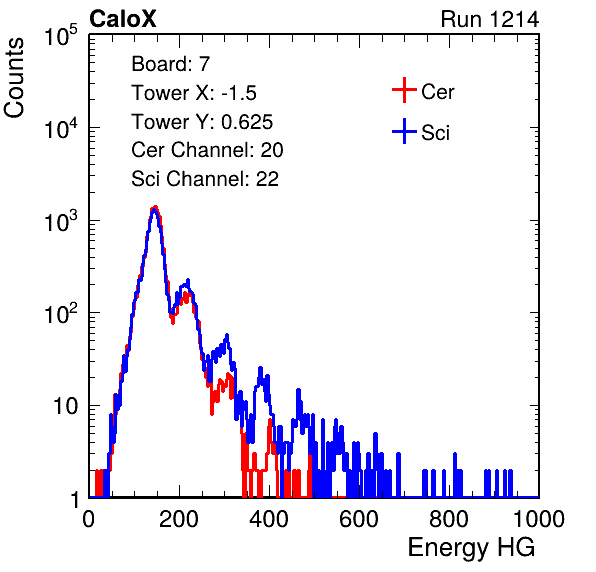 CaloX Run 1214
Counts
10^5
10^4
10^3
10^2
10
1
Board: 7
Tower X: -1.5
Tower Y: 0.625
Cer Channel: 20
Sci Channel: 22
Cer
Sci
0 200 400 600 800 1000
Energy HG